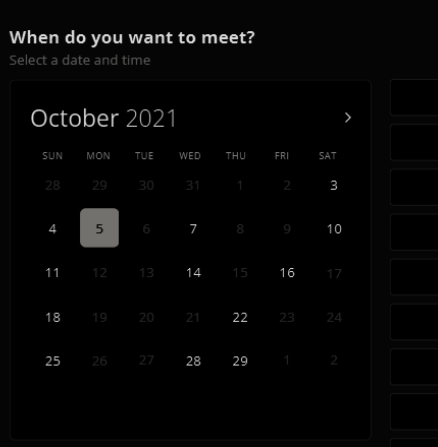 When do you want to meet?
Select a date and time
October 2021 >
SUN MON TUE WED THU FRI SAT
28 29 30 31 1 2 3
4 5 6 7 8 9 10
11 12 13 14 15 16 17
18 19 20 21 22 23 24
25 26 27 28 29 1 2